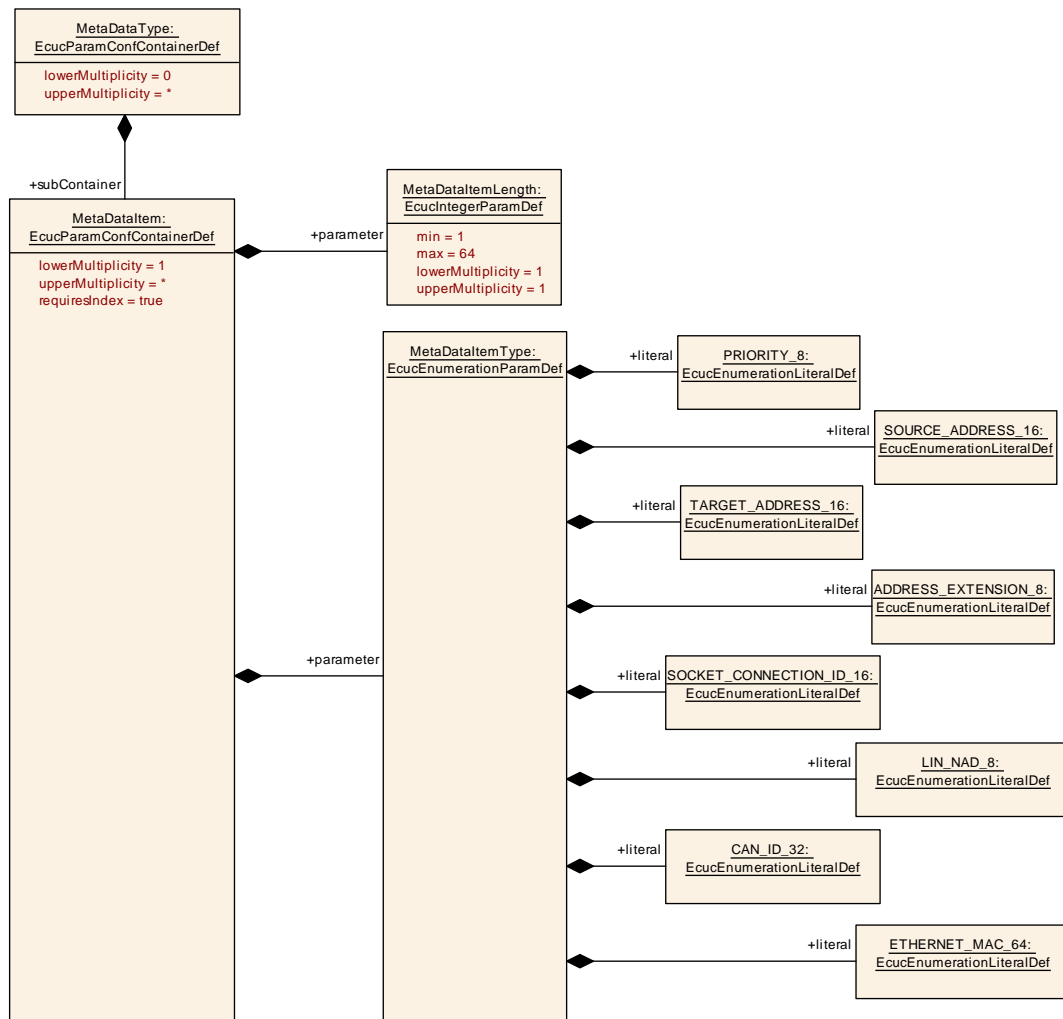 MetaDataType:
EcucParamConfContainerDef
lowerMultiplicity = 0
upperMultiplicity = *
+subContainer
MetaDataItem:
EcucParamConfContainerDef
lowerMultiplicity = 1
upperMultiplicity = *
requiresIndex = true
+parameter
MetaDataItemLength:
EcucIntegerParamDef
min = 1
max = 64
lowerMultiplicity = 1
upperMultiplicity = 1
+parameter
MetaDataItemType:
EcucEnumerationParamDef
+literal
PRIORITY_8:
EcucEnumerationLiteralDef
+literal
SOURCE_ADDRESS_16:
EcucEnumerationLiteralDef
+literal
TARGET_ADDRESS_16:
EcucEnumerationLiteralDef
+literal
ADDRESS_EXTENSION_8:
EcucEnumerationLiteralDef
+literal
SOCKET_CONNECTION_ID_16:
EcucEnumerationLiteralDef
+literal
LIN_NAD_8:
EcucEnumerationLiteralDef
+literal
CAN_ID_32:
EcucEnumerationLiteralDef
+literal
ETHERNET_MAC_64:
EcucEnumerationLiteralDef